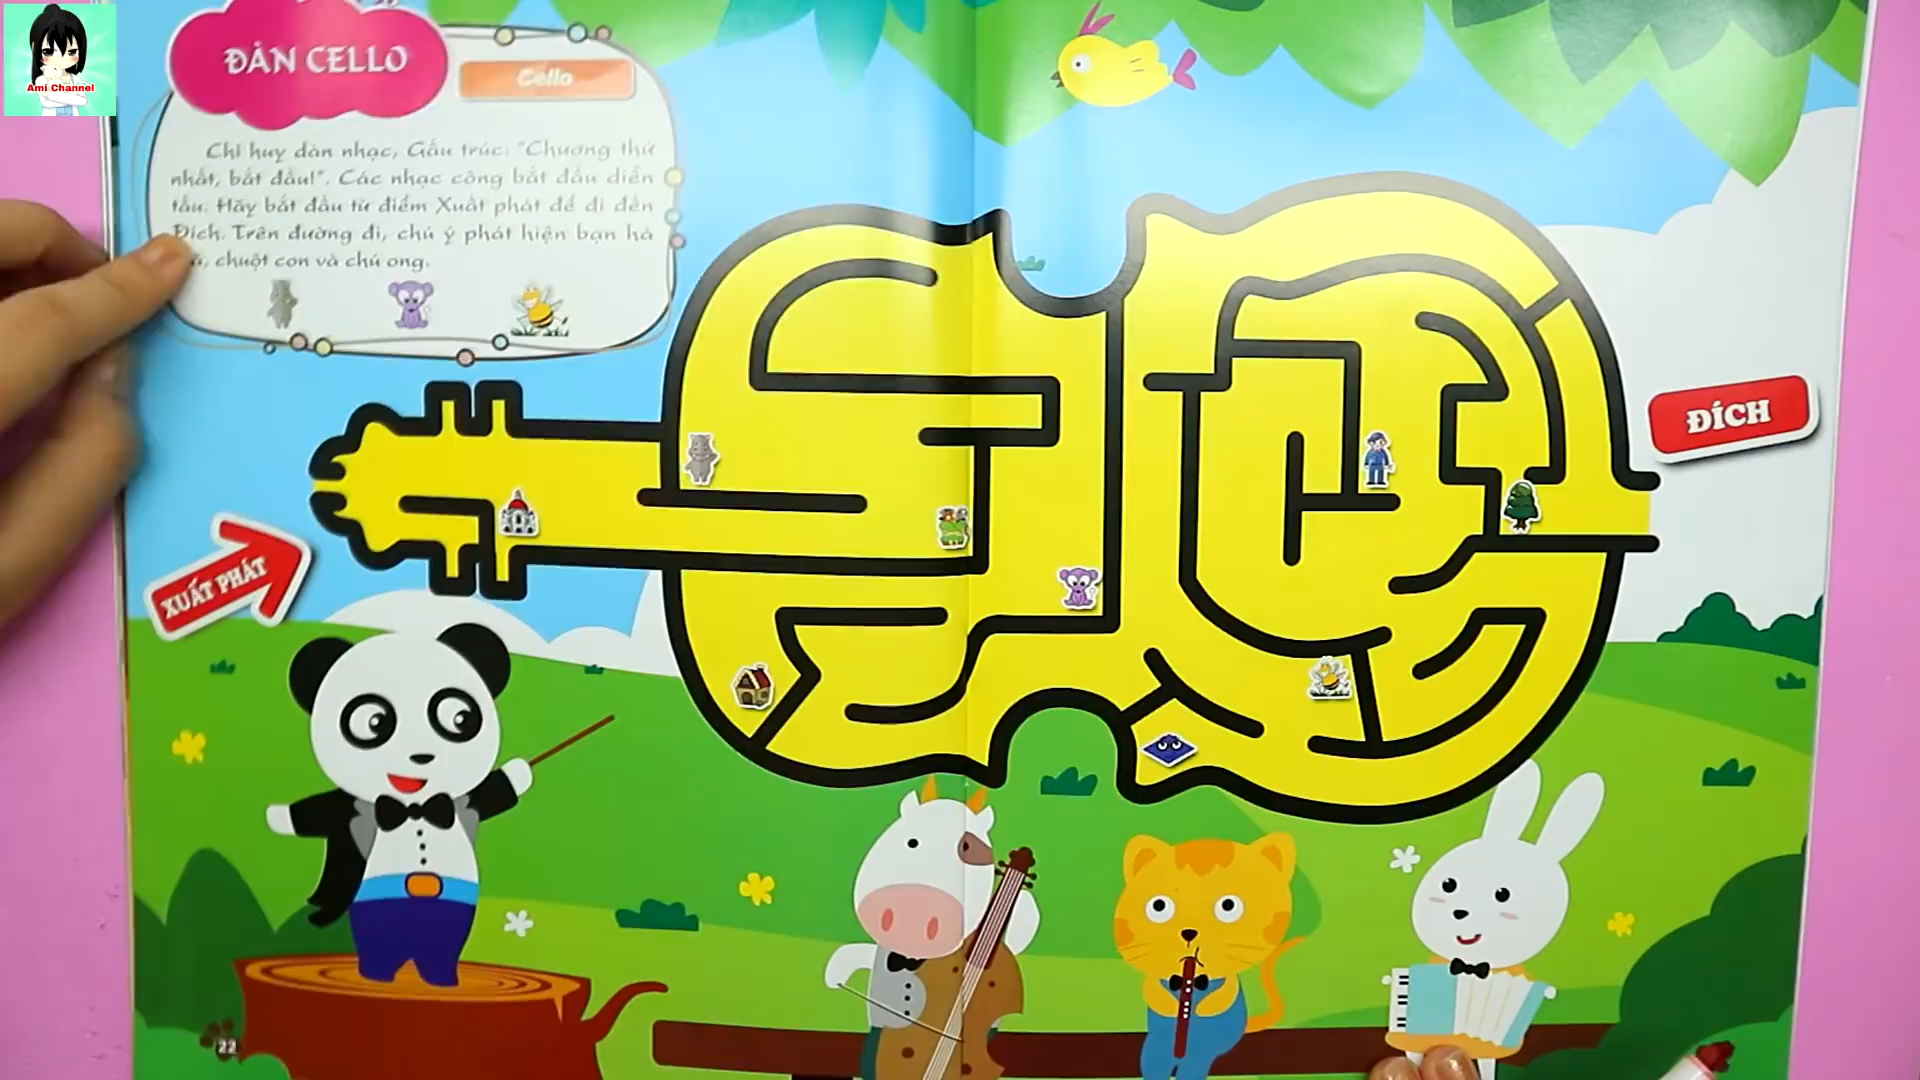 Ami Channel
ĐÀN CELLO
Cello
Chỉ huy dàn nhạc, Gấu trúc: "Chương thứ
nhất, bắt đầu!". Các nhạc công bắt đầu diễn
tấu. Hãy bắt đầu từ điểm Xuất phát để đi đến
Đích. Trên đường đi, chú ý phát hiện bạn hà
chuột con và chú ong.
ĐÍCH
XUẤT PHÁT
22